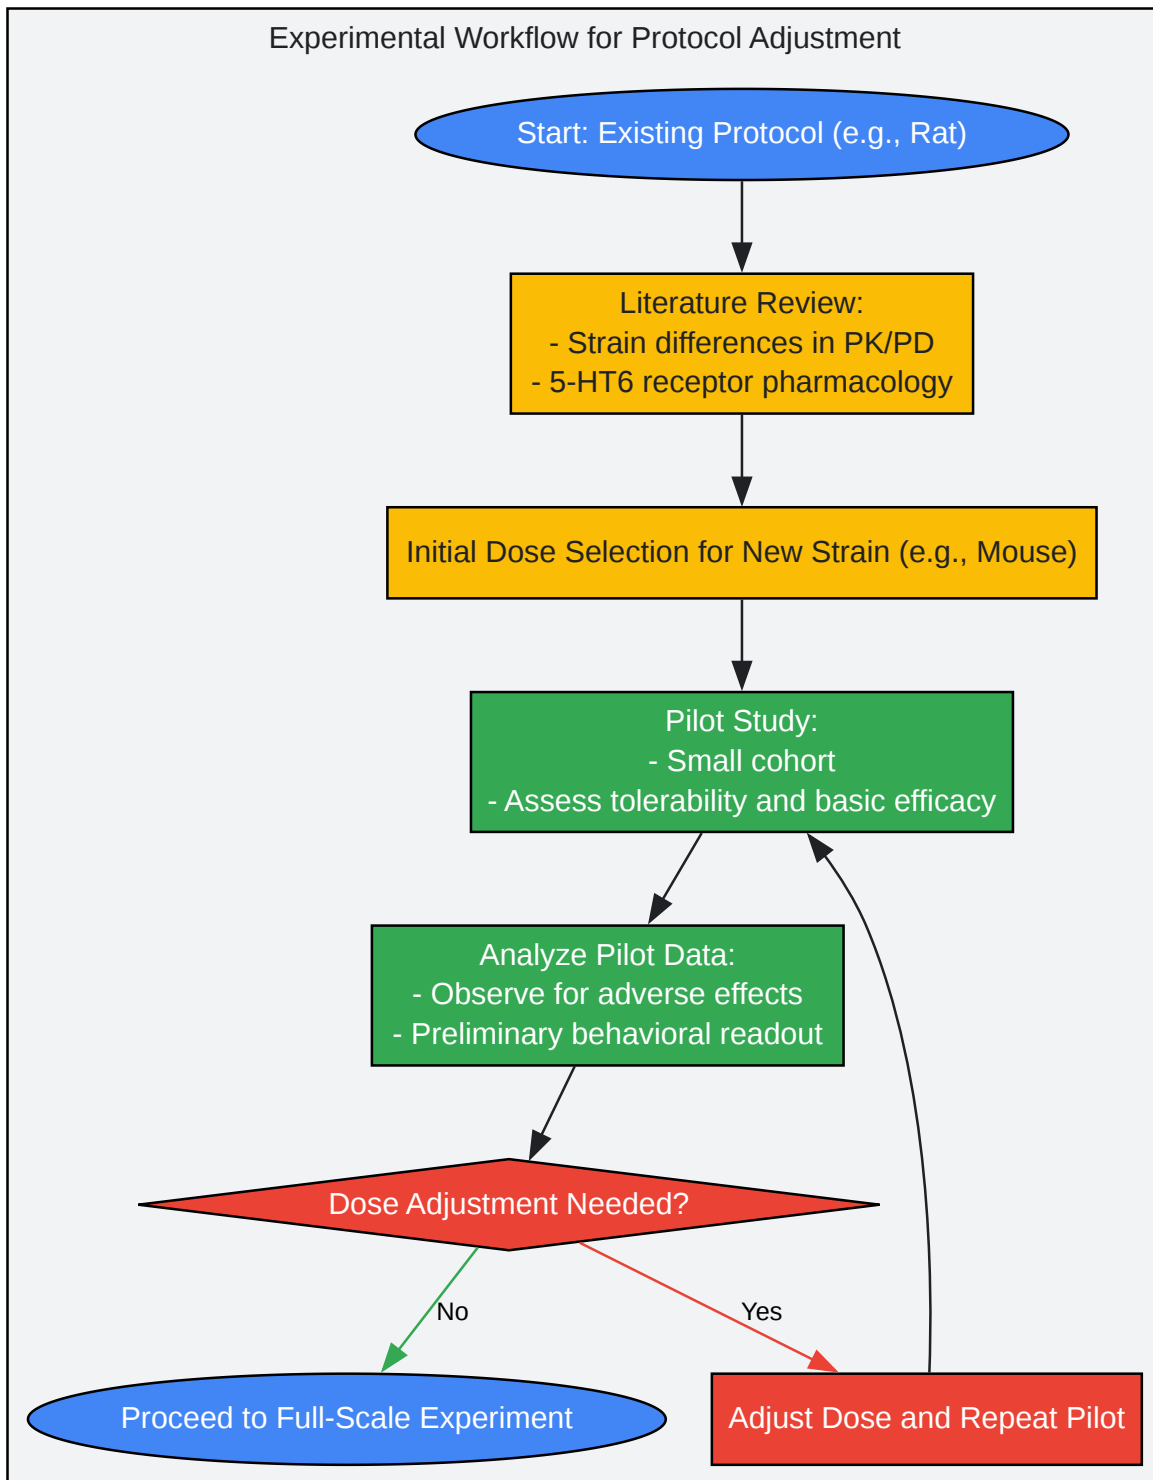 Experimental Workflow for Protocol Adjustment
Start: Existing Protocol (e.g., Rat)
Literature Review:
- Strain differences in PK/PD
- 5-HT6 receptor pharmacology
Initial Dose Selection for New Strain (e.g., Mouse)
Pilot Study:
- Small cohort
- Assess tolerability and basic efficacy
Analyze Pilot Data:
- Observe for adverse effects
- Preliminary behavioral readout
Dose Adjustment Needed?
No
Yes
Proceed to Full-Scale Experiment
Adjust Dose and Repeat Pilot